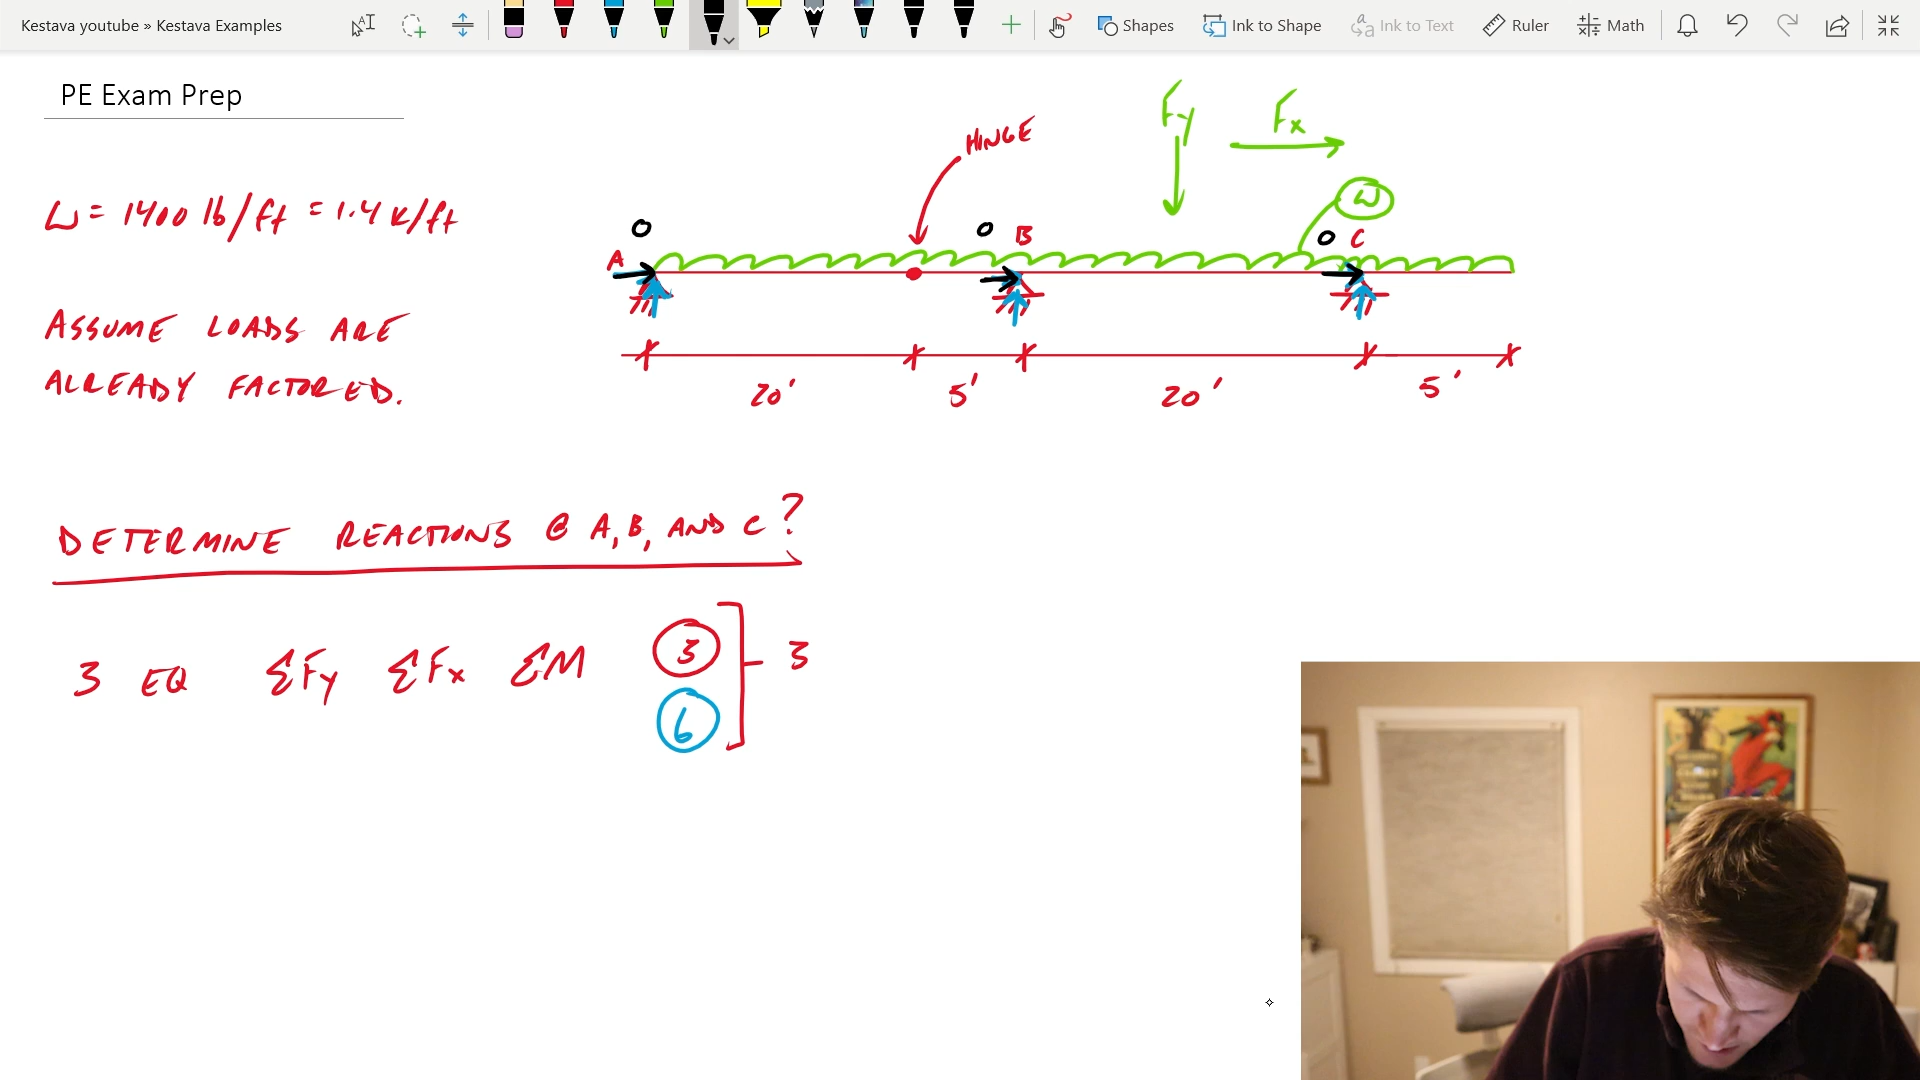 Kestava youtube » Kestava Examples
Shapes
Ink to Shape
Ink to Text
Ruler
Math
PE Exam Prep
ω = 1400 lb/ft = 1.4 k/ft
ASSUME LOADS ARE
ALREADY FACTORED.
HINGE
Fy
Fx
ω
O
O
O
A
B
C
20'
5'
20'
5'
DETERMINE REACTIONS @ A, B, AND C?
3 EQ ΣFy ΣFx ΣM 3
6
3